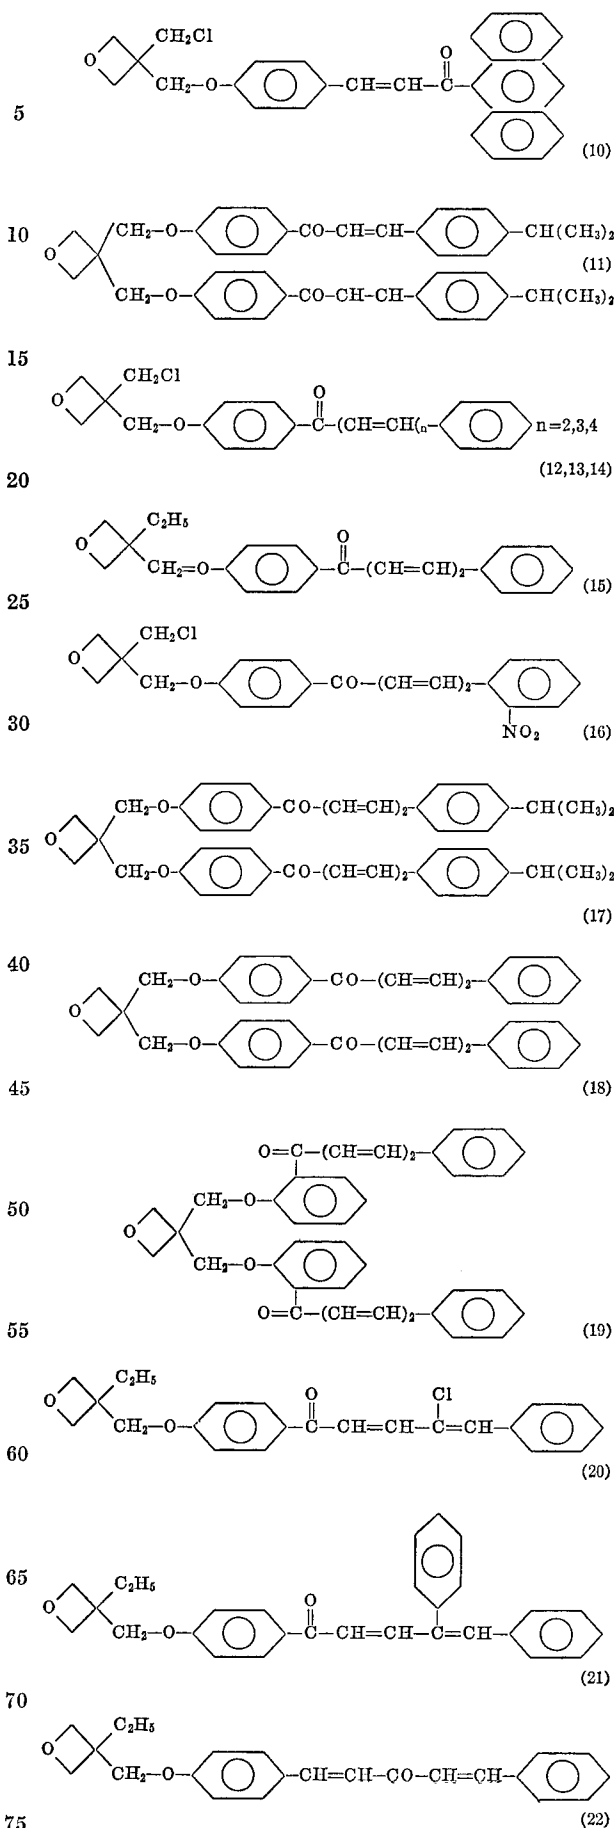 CH₂Cl
O
O
CH₂—O— —CH=CH—C
5
(10)
10
CH₂—O— —CO—CH=CH— —CH(CH₃)₂
O
(11)
CH₂—O— —CO—CH—CH— —CH(CH₃)₂
15
CH₂Cl
O
O
CH₂—O— —C—(CH=CH(n— n=2,3,4
(12,13,14)
20
C₂H₅
O
O
CH₂=O— —C—(CH=CH)₂—
(15)
25
CH₂Cl
O
CH₂—O— —CO—(CH=CH)₂—
30
NO₂
(16)
CH₂—O— —CO—(CH=CH)₂— —CH(CH₃)₂
35
O
CH₂—O— —CO—(CH=CH)₂— —CH(CH₃)₂
(17)
40
CH₂—O— —CO—(CH=CH)₂—
O
CH₂—O— —CO—(CH=CH)₂—
45
(18)
O=C—(CH=CH)₂—
50
CH₂—O—
O
CH₂—O—
O=C—(CH=CH)₂—
55
(19)
C₂H₅
O
Cl
O
CH₂—O— —C—CH=CH—C=CH—
60
(20)
65
C₂H₅
O
O
CH₂—O— —C—CH=CH—C=CH—
(21)
70
C₂H₅
O
CH₂—O— —CH=CH—CO—CH=CH—
75
(22)